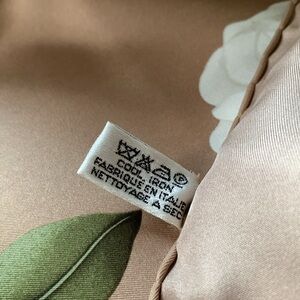 COOL IRON
FABRIQUE EN ITALIE
NETTOYAGE A SEC